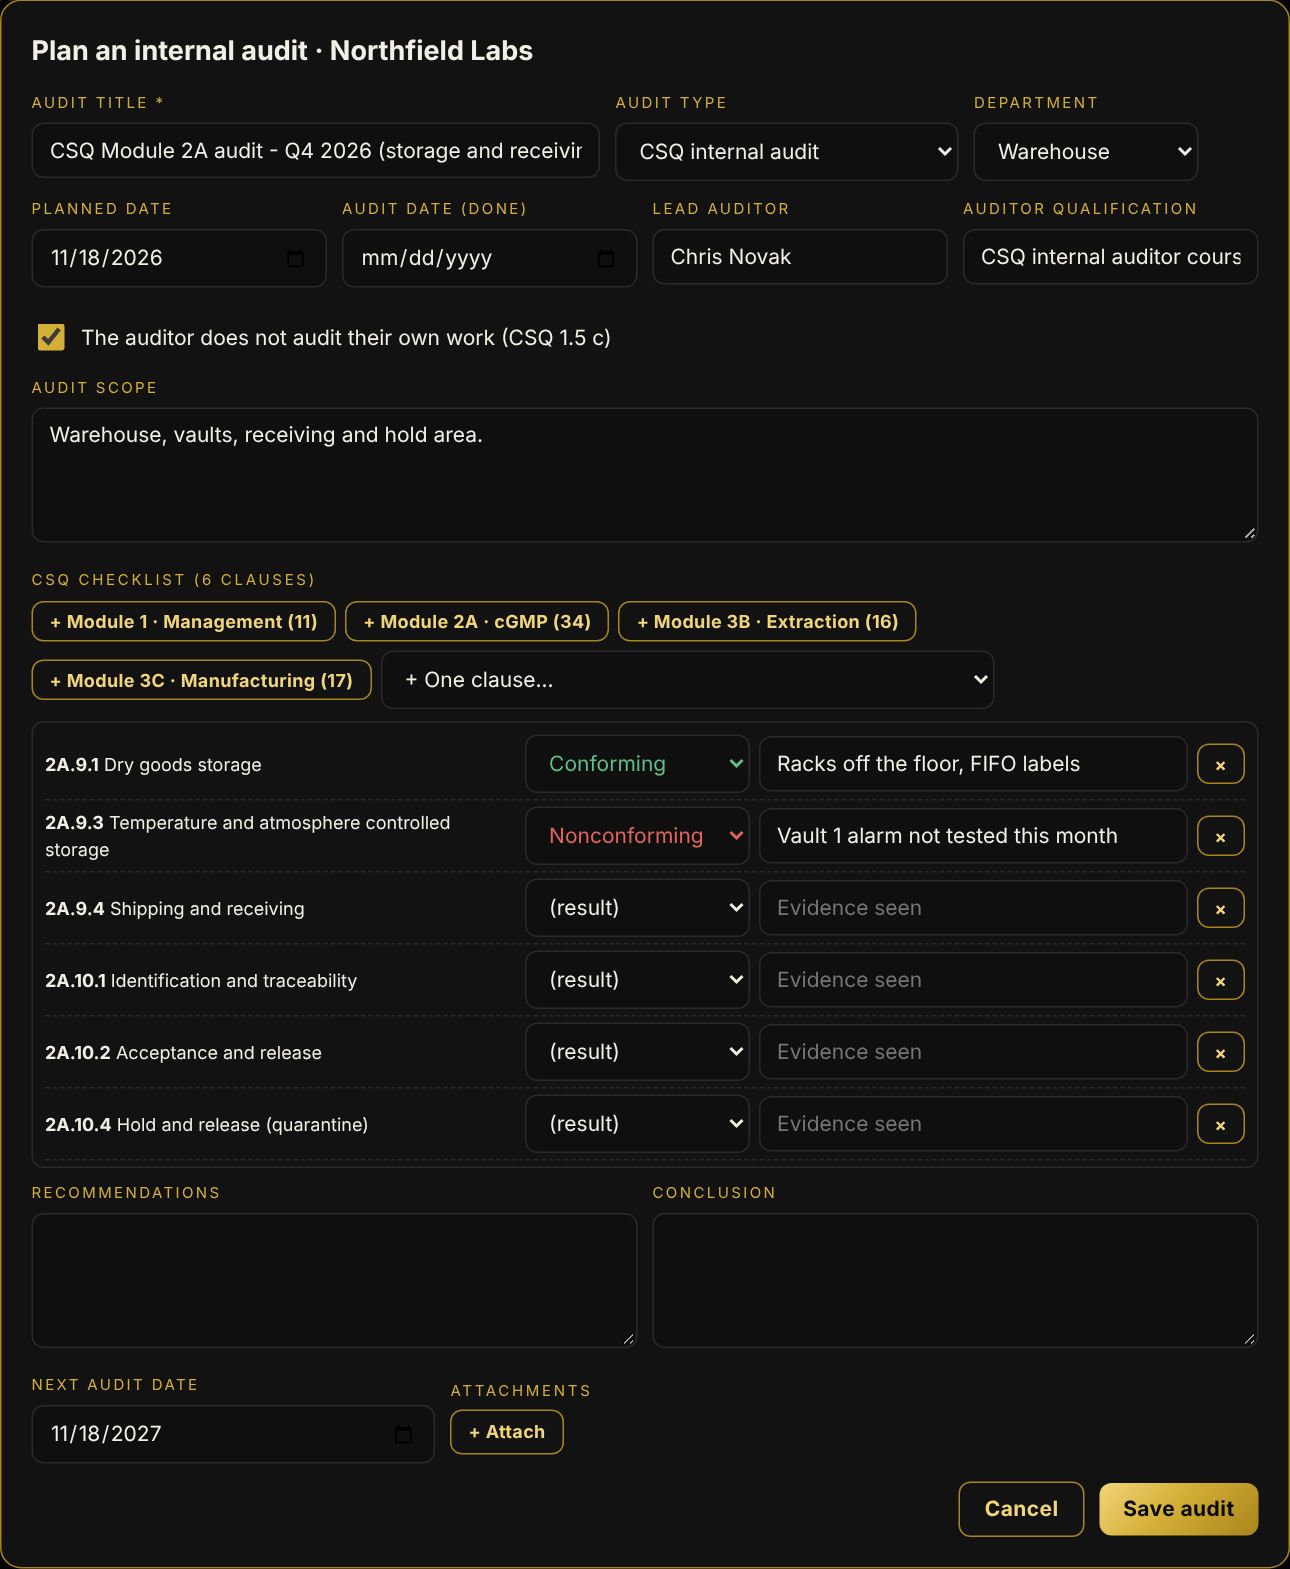 Plan an internal audit · Northfield Labs
AUDIT TITLE *
AUDIT TYPE
DEPARTMENT
CSQ Module 2A audit - Q4 2026 (storage and receivin
CSQ internal audit
Warehouse
PLANNED DATE
AUDIT DATE (DONE)
LEAD AUDITOR
AUDITOR QUALIFICATION
11/18/2026
mm/dd/yyyy
Chris Novak
CSQ internal auditor cours
The auditor does not audit their own work (CSQ 1.5 c)
AUDIT SCOPE
Warehouse, vaults, receiving and hold area.
CSQ CHECKLIST (6 CLAUSES)
+ Module 1 · Management (11)
+ Module 2A · cGMP (34)
+ Module 3B · Extraction (16)
+ Module 3C · Manufacturing (17)
+ One clause...
2A.9.1 Dry goods storage
Conforming
Racks off the floor, FIFO labels
×
2A.9.3 Temperature and atmosphere controlled
storage
Nonconforming
Vault 1 alarm not tested this month
×
2A.9.4 Shipping and receiving
(result)
Evidence seen
×
2A.10.1 Identification and traceability
(result)
Evidence seen
×
2A.10.2 Acceptance and release
(result)
Evidence seen
×
2A.10.4 Hold and release (quarantine)
(result)
Evidence seen
×
RECOMMENDATIONS
CONCLUSION
NEXT AUDIT DATE
ATTACHMENTS
11/18/2027
+ Attach
Cancel
Save audit